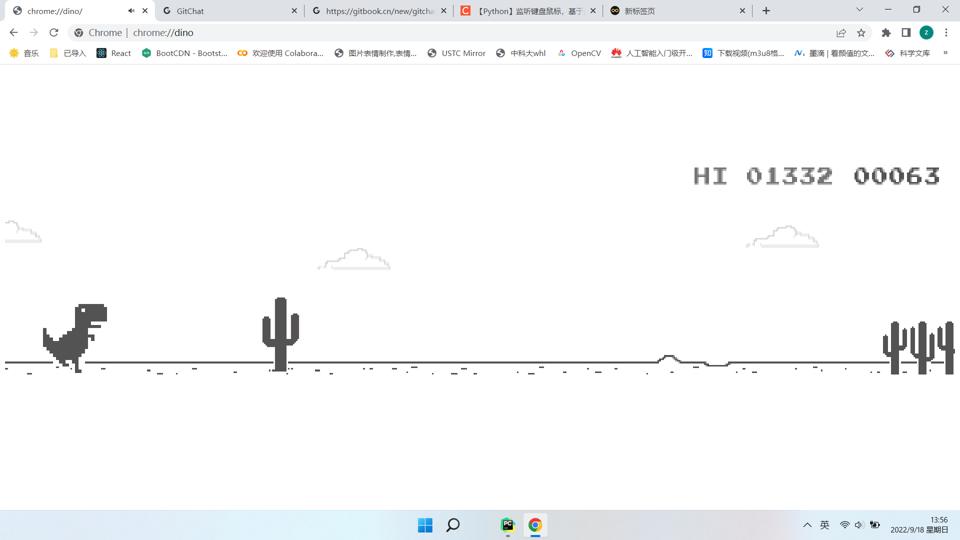 chrome://dino/ GitChat https://gitbook.cn/new/gitcha 【Python】监听键盘鼠标，基于 新标签页
Chrome | chrome://dino
音乐 已导入 React BootCDN - Bootst... 欢迎使用 Colabora... 图片表情制作,表情... USTC Mirror 中科大whl OpenCV 人工智能入门级开... 下载视频(m3u8格... 墨滴 | 看颜值的文... 科学文库 »
HI 01332 00063
英 13:56
2022/9/18 星期日